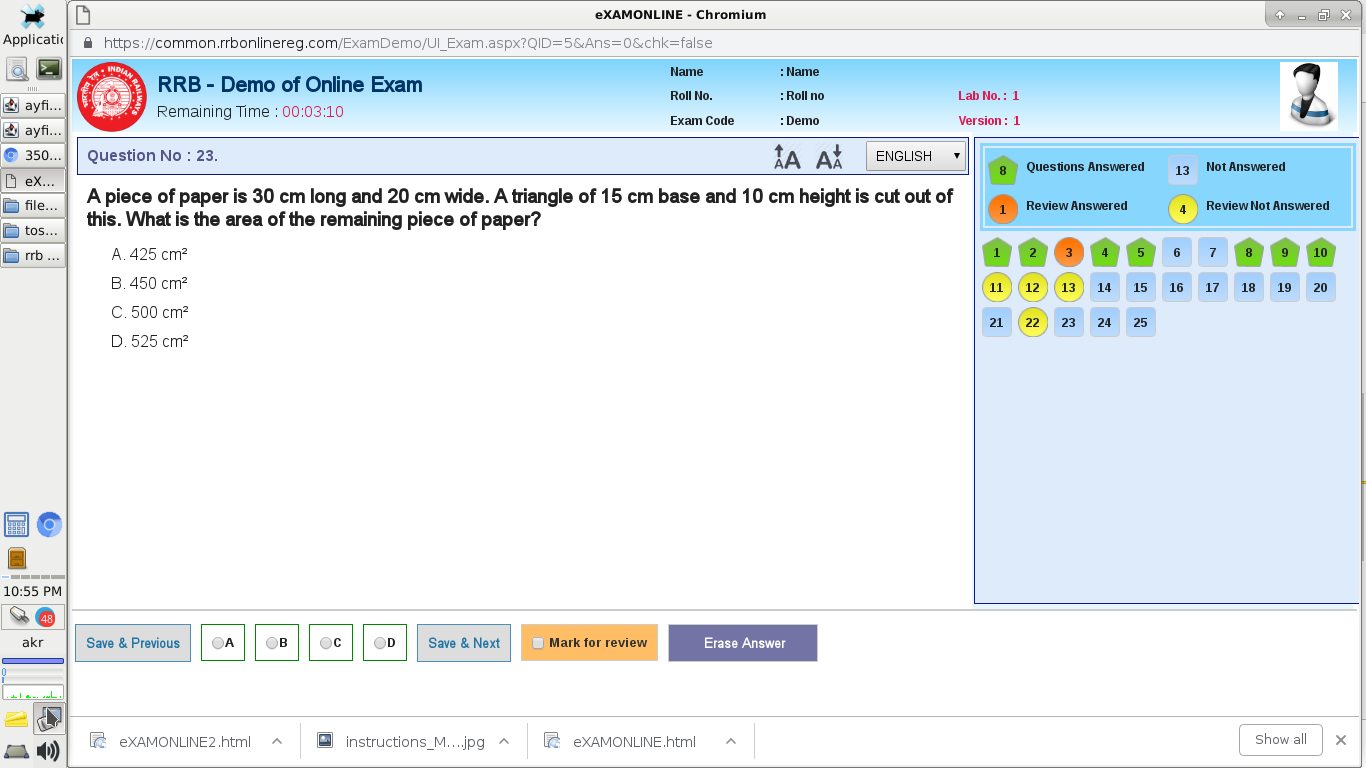 eXAMONLINE - Chromium
Applicatio
https://common.rrbonlinereg.com/ExamDemo/UI_Exam.aspx?QID=5&Ans=0&chk=false
ayfi...
ayfi...
350...
eX...
file...
tos...
rrb ...
10:55 PM
48
akr
INDIAN RAILWAYS
RRB - Demo of Online Exam
Remaining Time : 00:03:10
Name : Name
Roll No. : Roll no Lab No. : 1
Exam Code : Demo Version : 1
Question No : 23.
AA AA ENGLISH
A piece of paper is 30 cm long and 20 cm wide. A triangle of 15 cm base and 10 cm height is cut out of
this. What is the area of the remaining piece of paper?
A. 425 cm²
B. 450 cm²
C. 500 cm²
D. 525 cm²
8 Questions Answered 13 Not Answered
1 Review Answered 4 Review Not Answered
1 2 3 4 5 6 7 8 9 10
11 12 13 14 15 16 17 18 19 20
21 22 23 24 25
Save & Previous A B C D Save & Next Mark for review Erase Answer
eXAMONLINE2.html instructions_M....jpg eXAMONLINE.html Show all